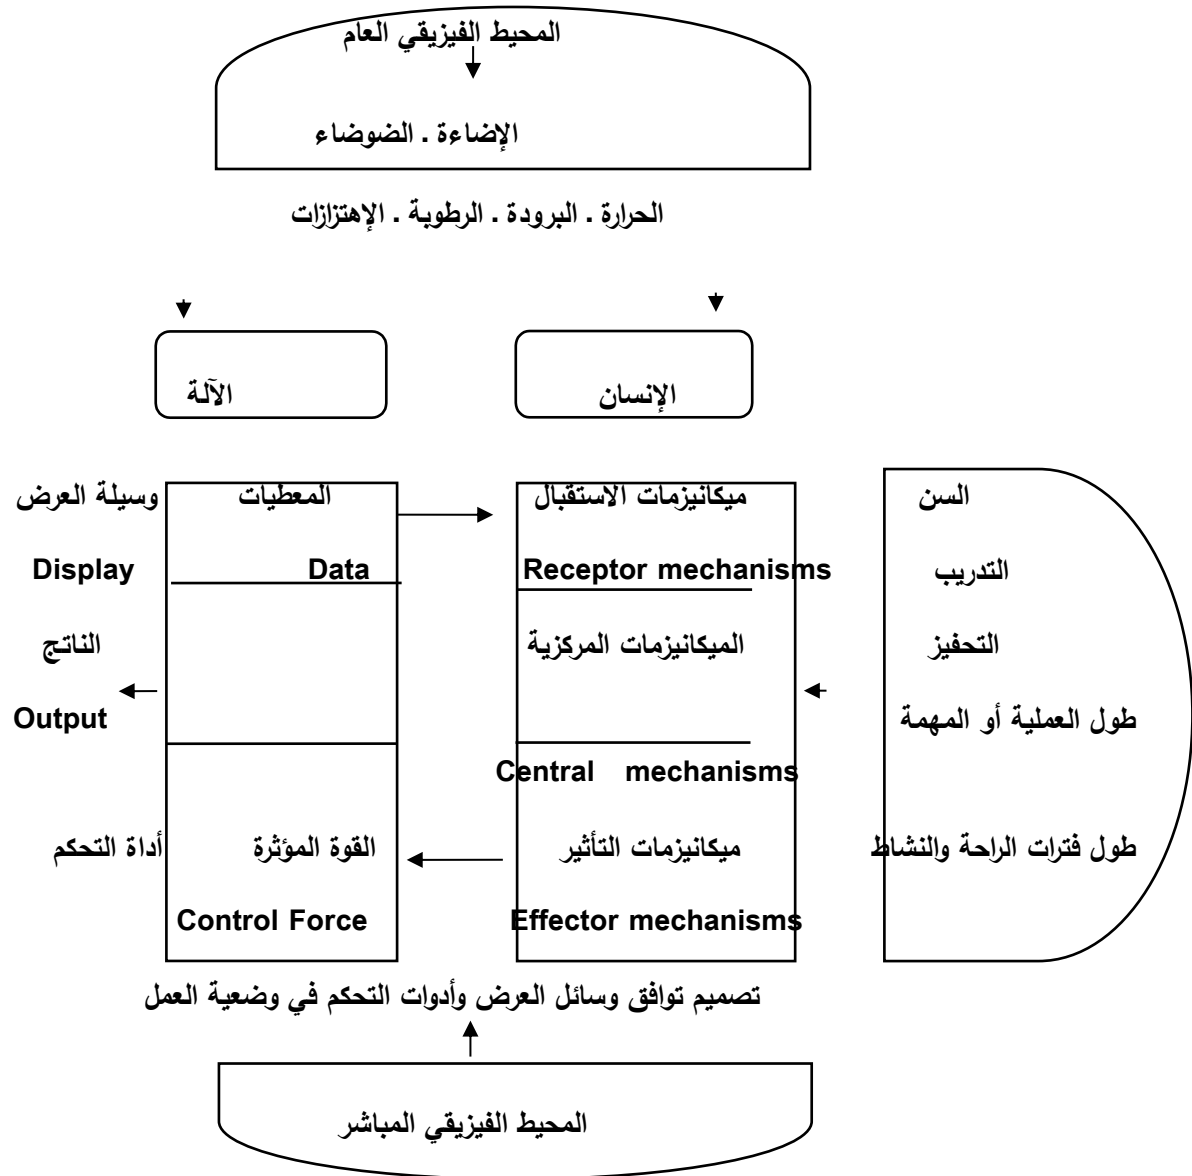 المحيط الفيزيقي العام
الإضاءة . الضوضاء
الحرارة . البرودة . الرطوبة . الإهتزازات
الإنسان
الآلة
السن
ميكانيزمات الاستقبال
المعطيات
وسيلة العرض
التدريب
Receptor mechanisms
Data
Display
التحفيز
الميكانيزمات المركزية
الناتج
طول العملية أو المهمة
Output
Central mechanisms
طول فترات الراحة والنشاط
ميكانيزمات التأثير
القوة المؤثرة
أداة التحكم
Effector mechanisms
Control Force
تصميم توافق وسائل العرض وأدوات التحكم في وضعية العمل
المحيط الفيزيقي المباشر